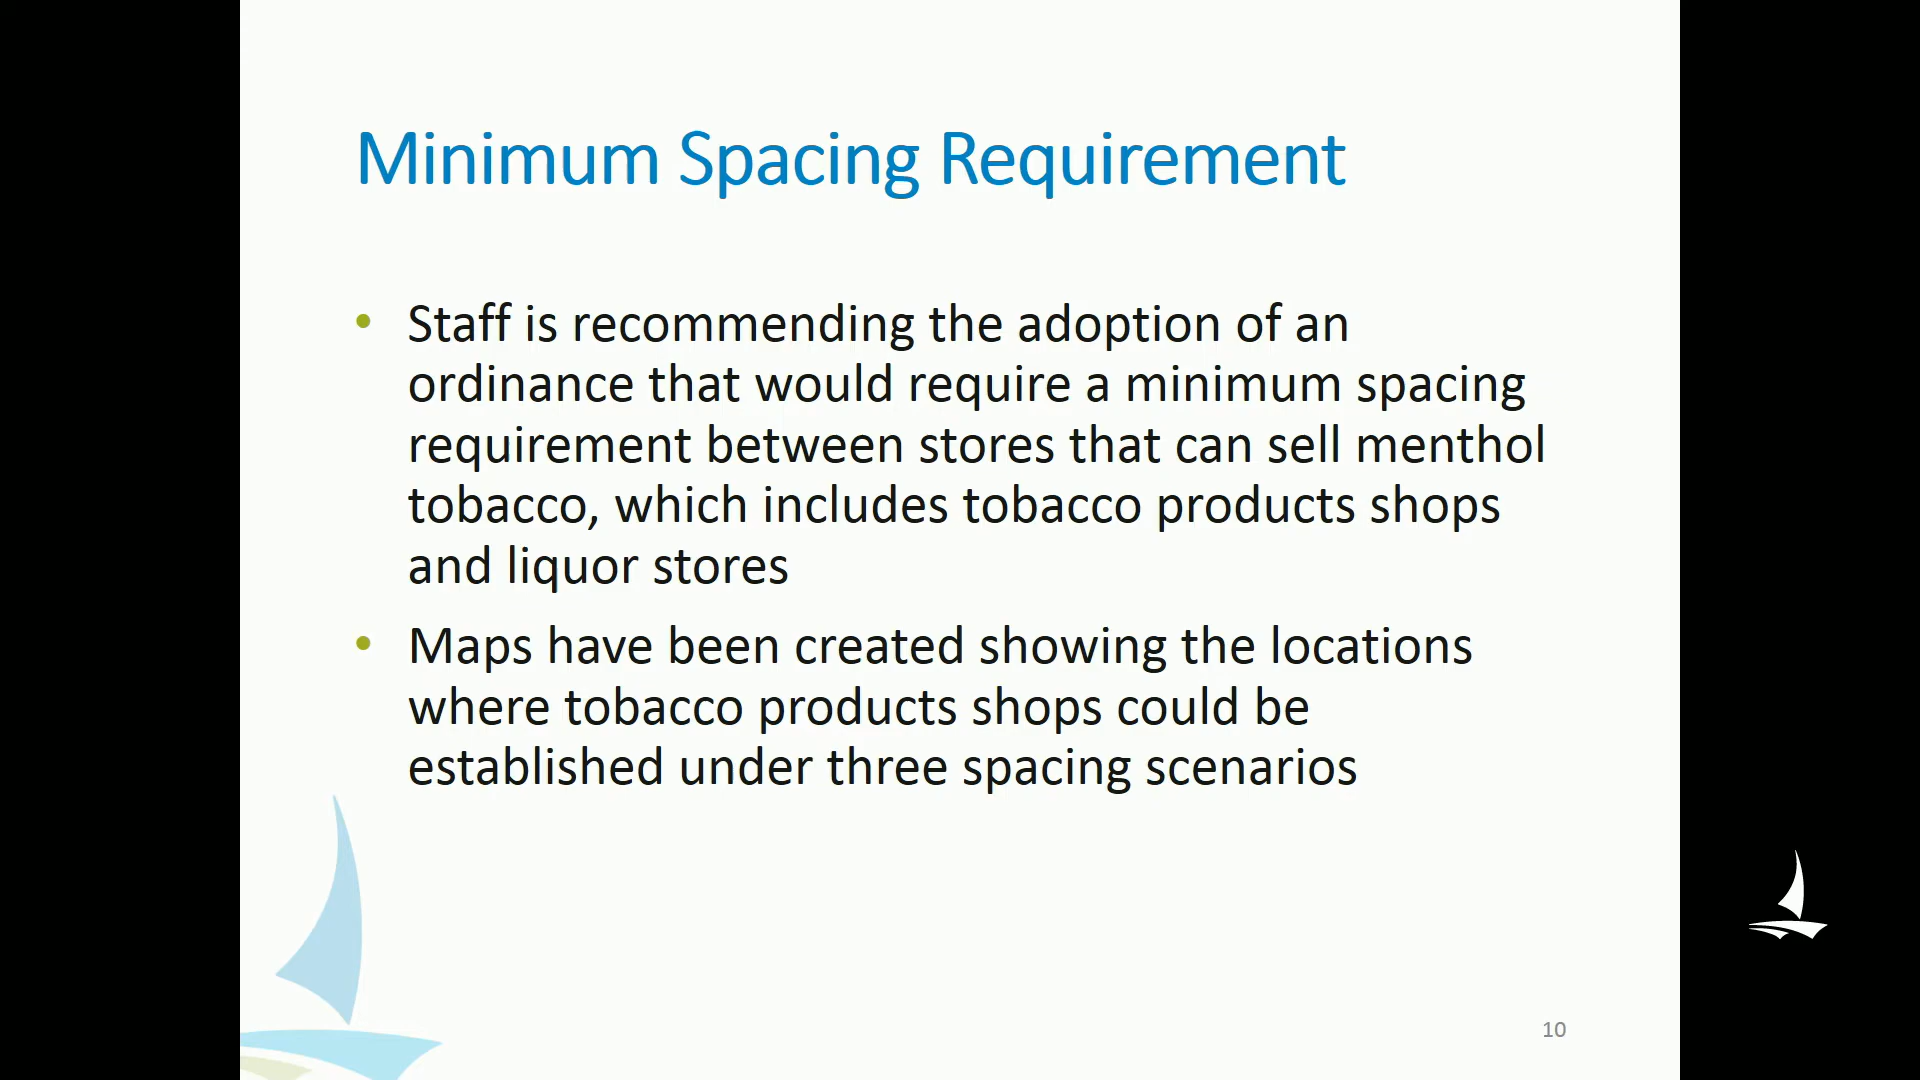 Minimum Spacing Requirement
• Staff is recommending the adoption of an
ordinance that would require a minimum spacing
requirement between stores that can sell menthol
tobacco, which includes tobacco products shops
and liquor stores
• Maps have been created showing the locations
where tobacco products shops could be
established under three spacing scenarios
10